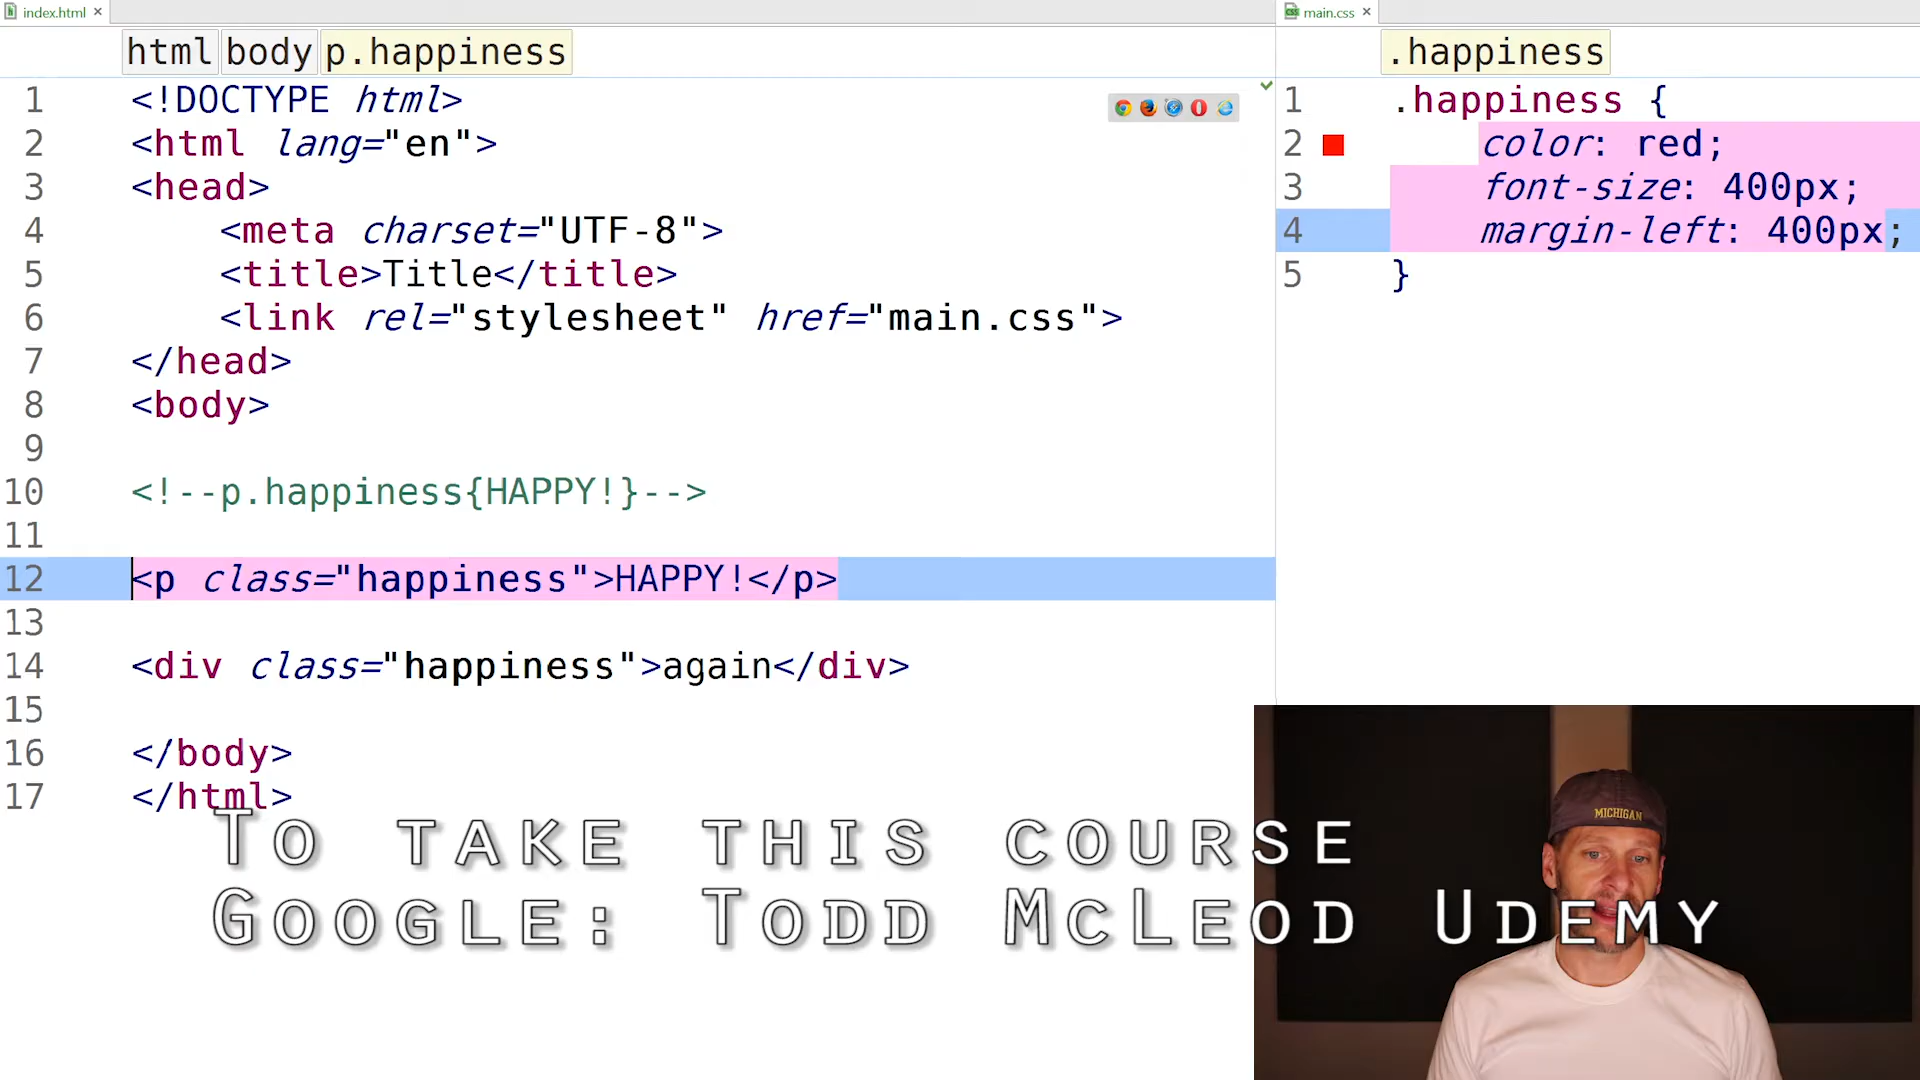 index.html
main.css
html body p.happiness
.happiness
1 <!DOCTYPE html>
2 <html lang="en">
3 <head>
4 <meta charset="UTF-8">
5 <title>Title</title>
6 <link rel="stylesheet" href="main.css">
7 </head>
8 <body>
9
10 <!--p.happiness{HAPPY!}-->
11
12 <p class="happiness">HAPPY!</p>
13
14 <div class="happiness">again</div>
15
16 </body>
17 </html>
1 .happiness {
2 color: red;
3 font-size: 400px;
4 margin-left: 400px;
5 }
MICHIGAN
To take this course
Google: Todd McLeod Udemy